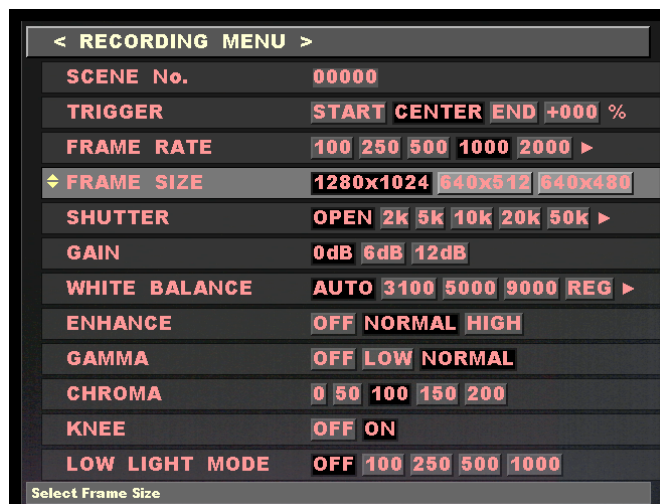 < RECORDING MENU >
SCENE No. 00000
TRIGGER START CENTER END +000 %
FRAME RATE 100 250 500 1000 2000 ►
FRAME SIZE 1280x1024 640x512 640x480
SHUTTER OPEN 2k 5k 10k 20k 50k ►
GAIN 0dB 6dB 12dB
WHITE BALANCE AUTO 3100 5000 9000 REG ►
ENHANCE OFF NORMAL HIGH
GAMMA OFF LOW NORMAL
CHROMA 0 50 100 150 200
KNEE OFF ON
LOW LIGHT MODE OFF 100 250 500 1000
Select Frame Size